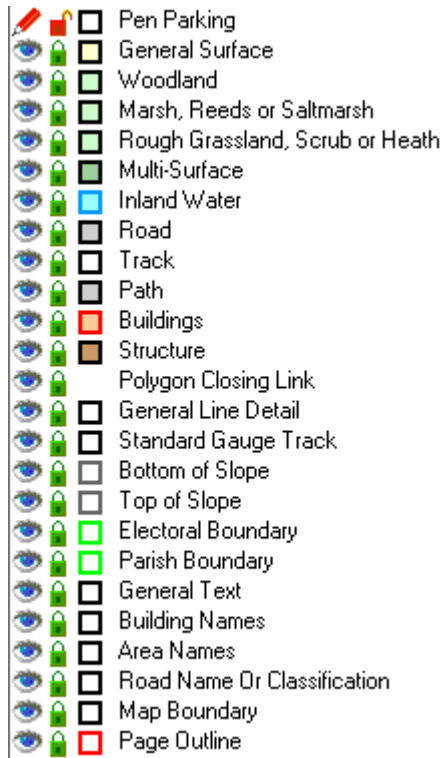 Pen Parking
General Surface
Woodland
Marsh, Reeds or Saltmarsh
Rough Grassland, Scrub or Heath
Multi-Surface
Inland Water
Road
Track
Path
Buildings
Structure
Polygon Closing Link
General Line Detail
Standard Gauge Track
Bottom of Slope
Top of Slope
Electoral Boundary
Parish Boundary
General Text
Building Names
Area Names
Road Name Or Classification
Map Boundary
Page Outline